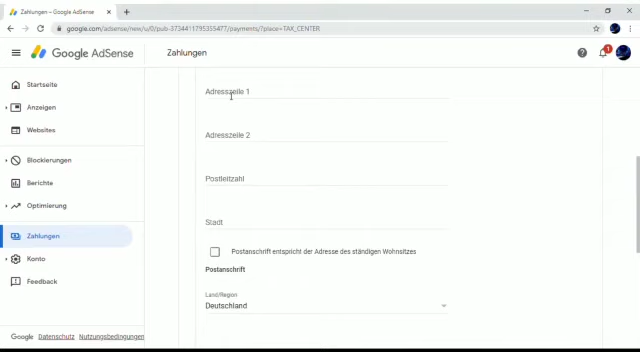 Zahlungen – Google AdSense
google.com/adsense/new/u/0/pub-3734411795355477/payments/?place=TAX_CENTER
Google AdSense
Zahlungen
1
Startseite
Anzeigen
Websites
Blockierungen
Berichte
Optimierung
Zahlungen
Konto
Feedback
Google Datenschutz Nutzungsbedingungen
Adresszeile 1
Adresszeile 2
Postleitzahl
Stadt
Postanschrift entspricht der Adresse des ständigen Wohnsitzes
Postanschrift
Land/Region
Deutschland